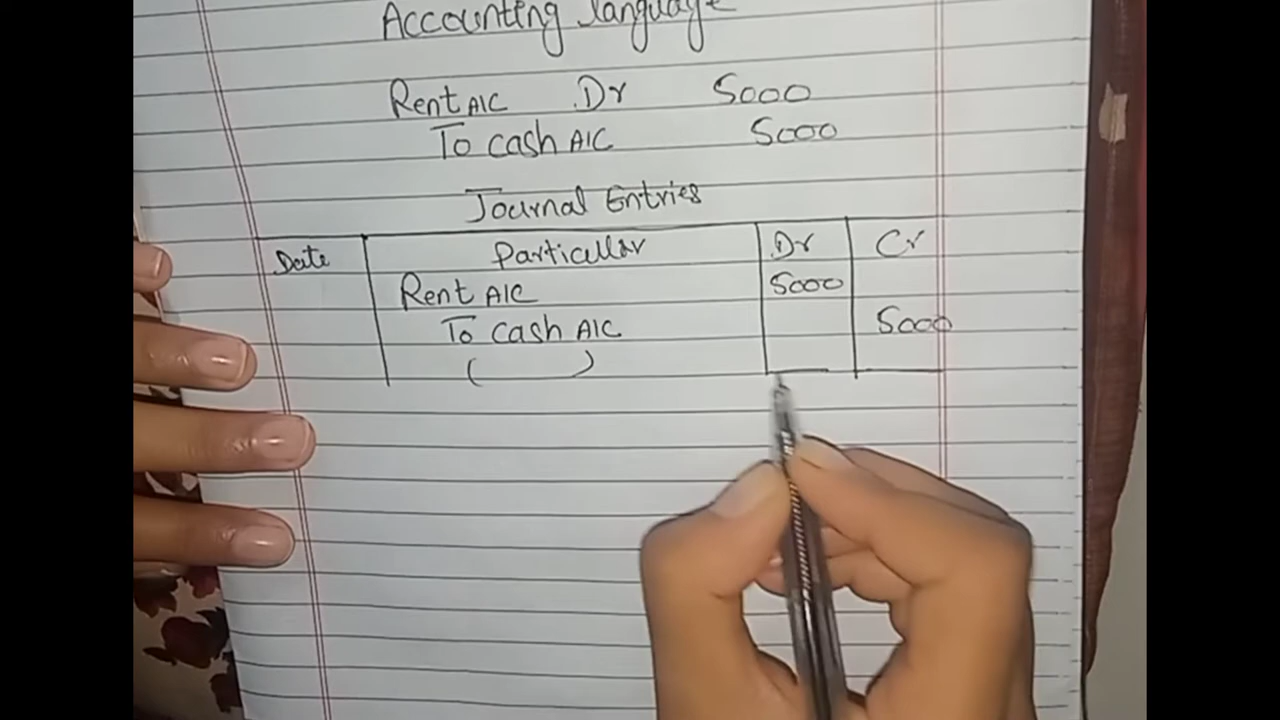 Accounting language
Rent A/C Dr 5000
To cash A/C 5000
Journal Entries
Date Particular Dr Cr
Rent A/C 5000
To cash A/C 5000
( )